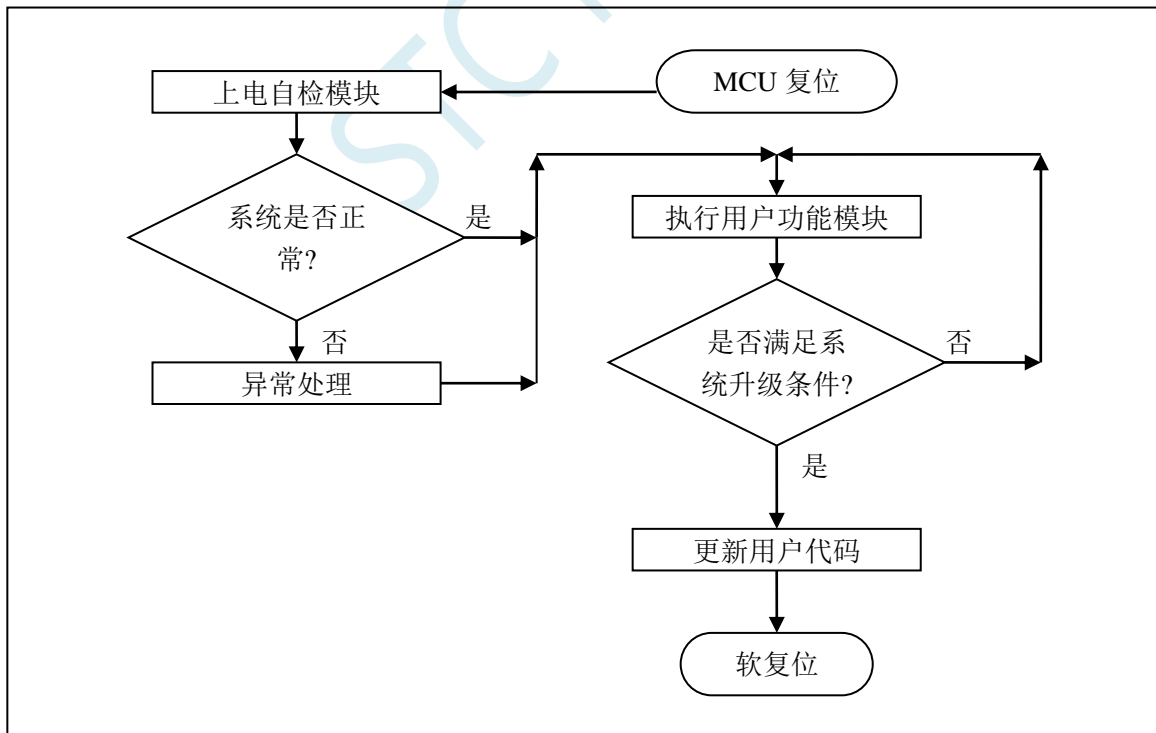 MCU 复位
上电自检模块
系统是否正
常?
是
否
异常处理
执行用户功能模块
是否满足系
统升级条件?
否
是
更新用户代码
软复位
STC